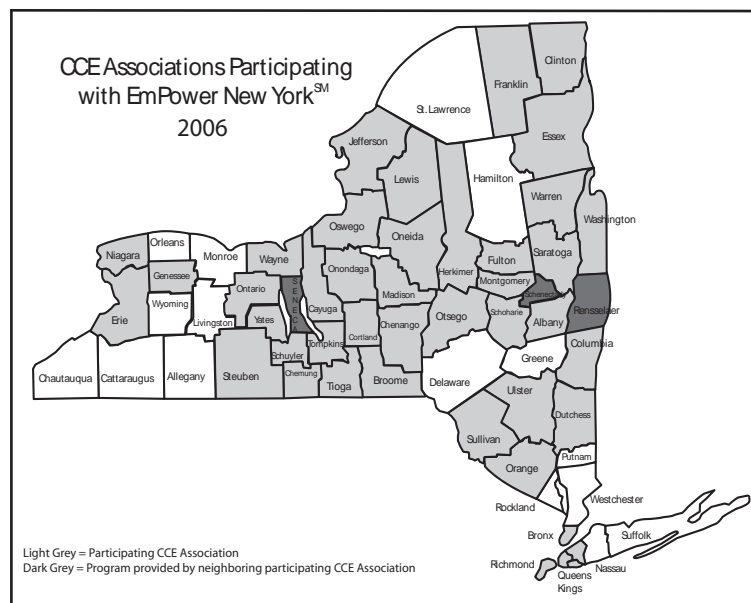 CCE Associations Participating
with EmPower New York℠
2006
Clinton
Franklin
St. Lawrence
Essex
Jefferson
Lewis
Hamilton
Warren
Washington
Oswego
Oneida
Herkimer
Fulton
Saratoga
Niagara
Orleans
Monroe
Wayne
Genessee
Onondaga
Madison
Montgomery
Schenectady
Rensselaer
Ontario
SENECA
Cayuga
Wyoming
Livingston
Erie
Yates
Cortland
Chenango
Otsego
Schoharie
Albany
Tompkins
Schuyler
Greene
Columbia
Chautauqua
Cattaraugus
Allegany
Steuben
Chemung
Tioga
Broome
Delaware
Ulster
Dutchess
Sullivan
Orange
Putnam
Rockland
Westchester
Bronx
Suffolk
Richmond
Nassau
Queens
Kings
Light Grey = Participating CCE Association
Dark Grey = Program provided by neighboring participating CCE Association